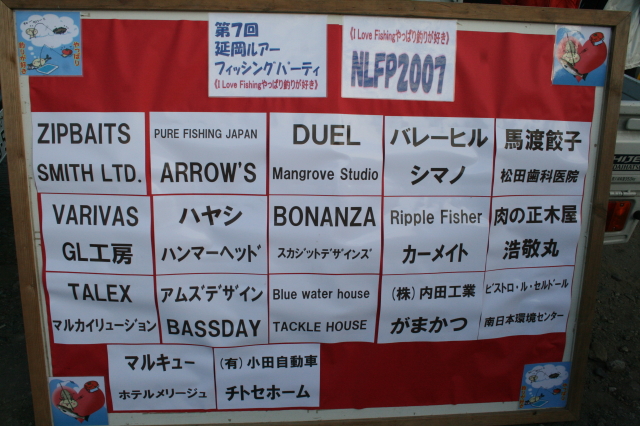 第7回
延岡ルアー
フィッシングパーティ
《I Love Fishingやっぱり釣りが好き》
《I Love Fishingやっぱり釣りが好き》
NLFP2007
ZIPBAITS
SMITH LTD.
PURE FISHING JAPAN
ARROW'S
DUEL
Mangrove Studio
バレーヒル
シマノ
馬渡餃子
松田歯科医院
VARIVAS
GL工房
ハヤシ
ハンマーヘッド
BONANZA
スカジットデザインズ
Ripple Fisher
カーメイト
肉の正木屋
浩敬丸
TALEX
マルカイリュージョン
アムズデザイン
BASSDAY
Blue water house
TACKLE HOUSE
(株)内田工業
がまかつ
ビストロ・ル・セルドール
南日本環境センター
マルキュー
ホテルメリージュ
(有)小田自動車
チトセホーム